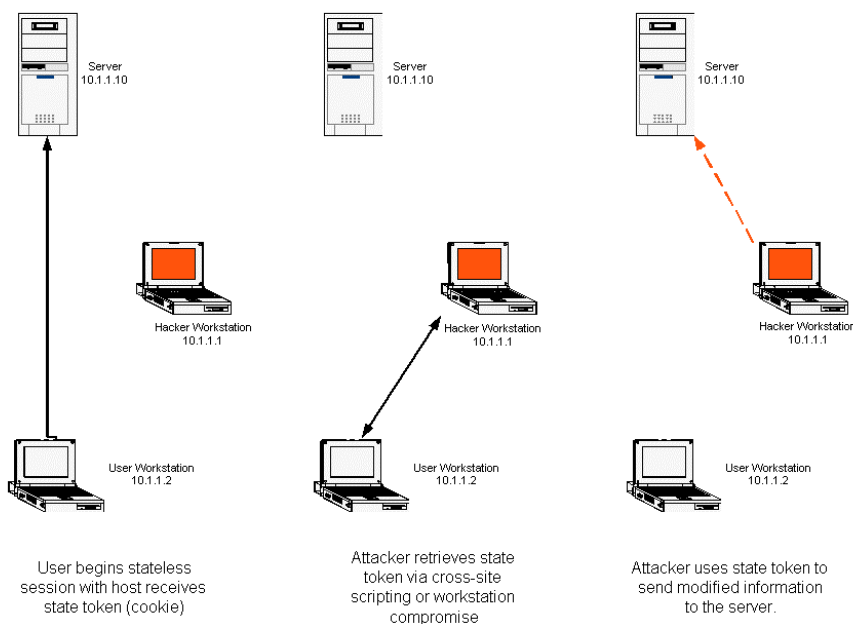 Server
10.1.1.10
Server
10.1.1.10
Server
10.1.1.10
Hacker Workstation
10.1.1.1
Hacker Workstation
10.1.1.1
Hacker Workstation
10.1.1.1
User Workstation
10.1.1.2
User Workstation
10.1.1.2
User Workstation
10.1.1.2
User begins stateless
session with host receives
state token (cookie)
Attacker retrieves state
token via cross-site
scripting or workstation
compromise
Attacker uses state token to
send modified information
to the server.